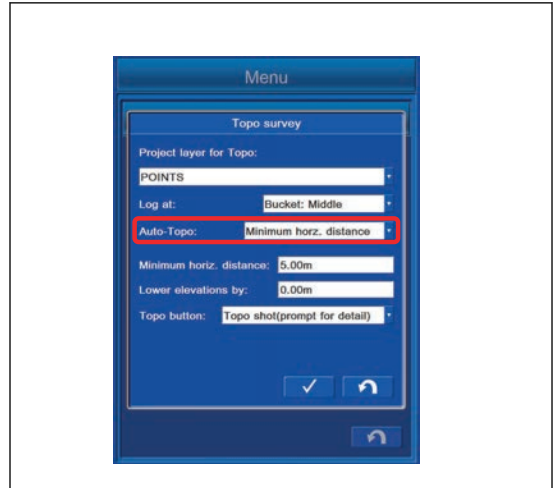 Menu
Topo survey
Project layer for Topo:
POINTS
Log at: Bucket: Middle
Auto-Topo: Minimum horz. distance
Minimum horiz. distance: 5.00m
Lower elevations by: 0.00m
Topo button: Topo shot(prompt for detail)